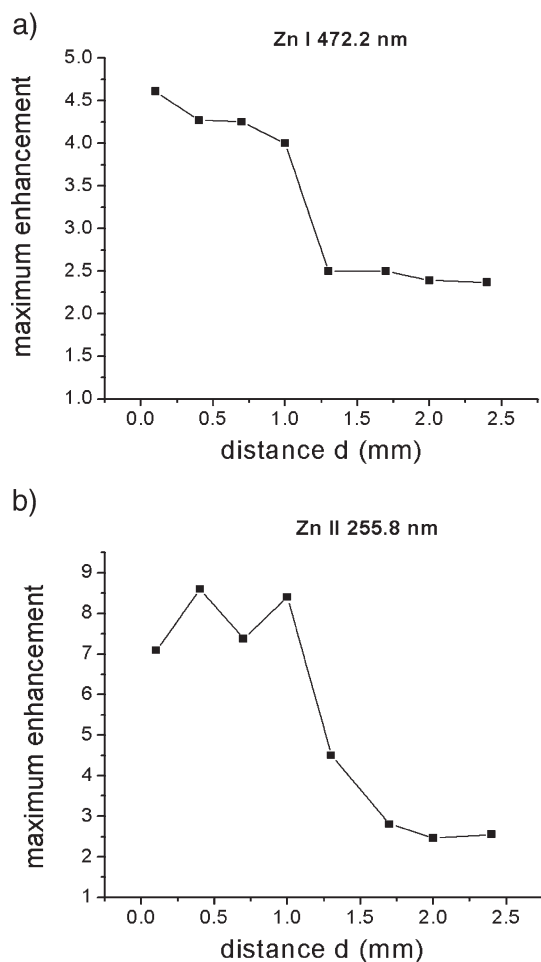 a)
Zn I 472.2 nm
5.0
4.5
4.0
3.5
3.0
2.5
2.0
1.5
1.0
maximum enhancement
0.0 0.5 1.0 1.5 2.0 2.5
distance d (mm)
b)
Zn II 255.8 nm
9
8
7
6
5
4
3
2
1
maximum enhancement
0.0 0.5 1.0 1.5 2.0 2.5
distance d (mm)